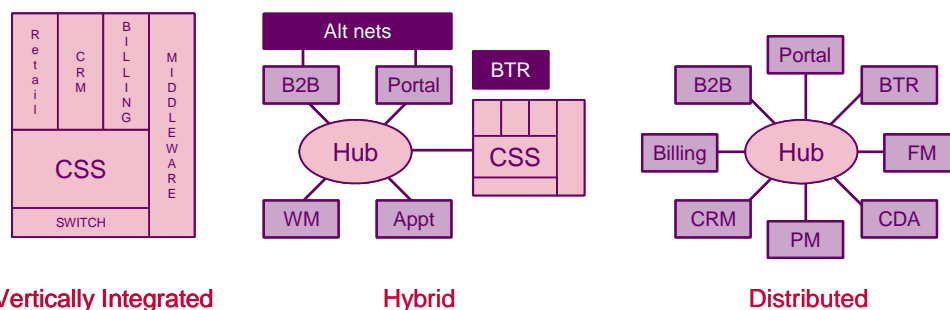 Retail
CRM
BILLING
MIDDLEWARE
CSS
SWITCH
Vertically Integrated
Alt nets
B2B
Portal
BTR
Hub
CSS
WM
Appt
Hybrid
Portal
B2B
BTR
Billing
Hub
FM
CRM
CDA
PM
Distributed